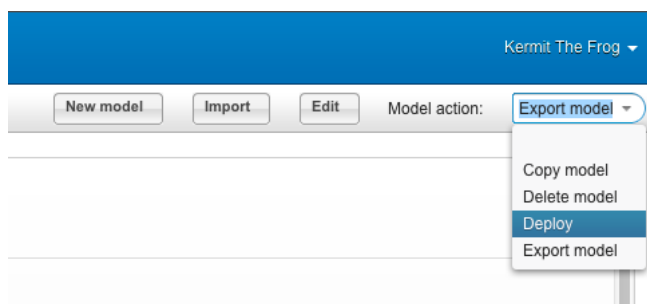 Kermit The Frog
New model Import Edit Model action: Export model
Copy model
Delete model
Deploy
Export model